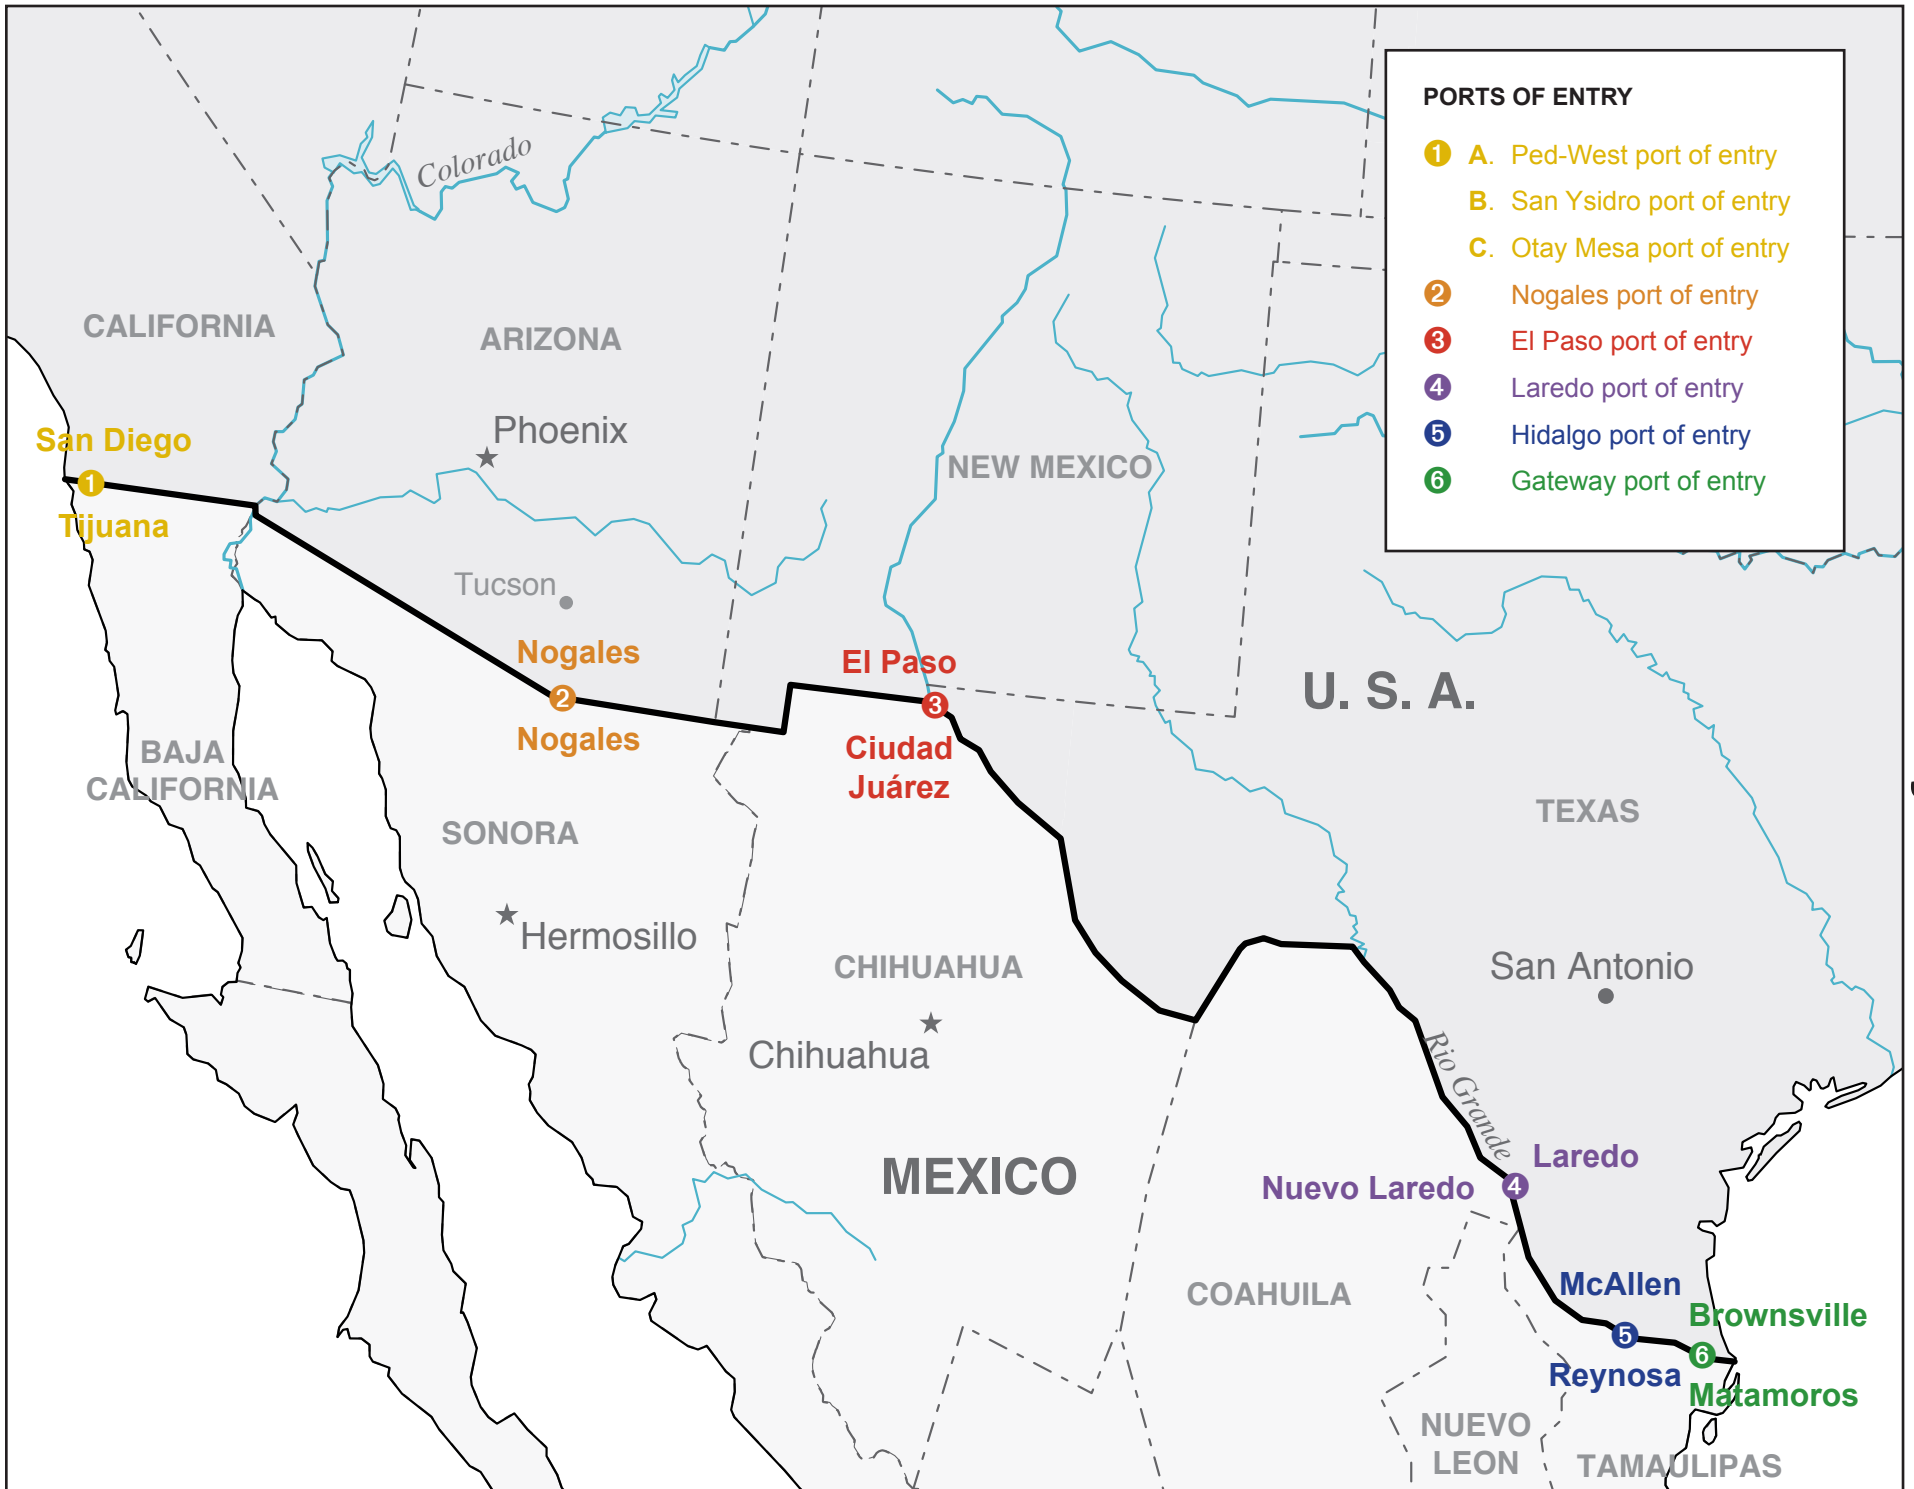 PORTS OF ENTRY
1 A. Ped-West port of entry
B. San Ysidro port of entry
C. Otay Mesa port of entry
2 Nogales port of entry
3 El Paso port of entry
4 Laredo port of entry
5 Hidalgo port of entry
6 Gateway port of entry
Colorado
CALIFORNIA
ARIZONA
Phoenix
NEW MEXICO
San Diego
1
Tijuana
Tucson
Nogales
2
Nogales
El Paso
3
Ciudad
Juárez
U. S. A.
TEXAS
BAJA
CALIFORNIA
SONORA
Hermosillo
CHIHUAHUA
Chihuahua
San Antonio
Rio Grande
MEXICO
Laredo
Nuevo Laredo
4
COAHUILA
McAllen
5
Reynosa
Brownsville
6
Matamoros
NUEVO
LEON
TAMAULIPAS